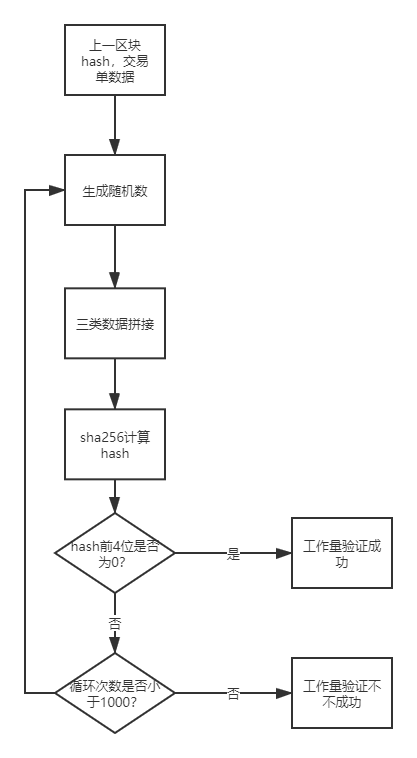 上一区块
hash，交易
单数据
生成随机数
三类数据拼接
sha256计算
hash
hash前4位是否
为0？
是
工作量验证成
功
否
循环次数是否小
于1000？
否
工作量验证不
不成功